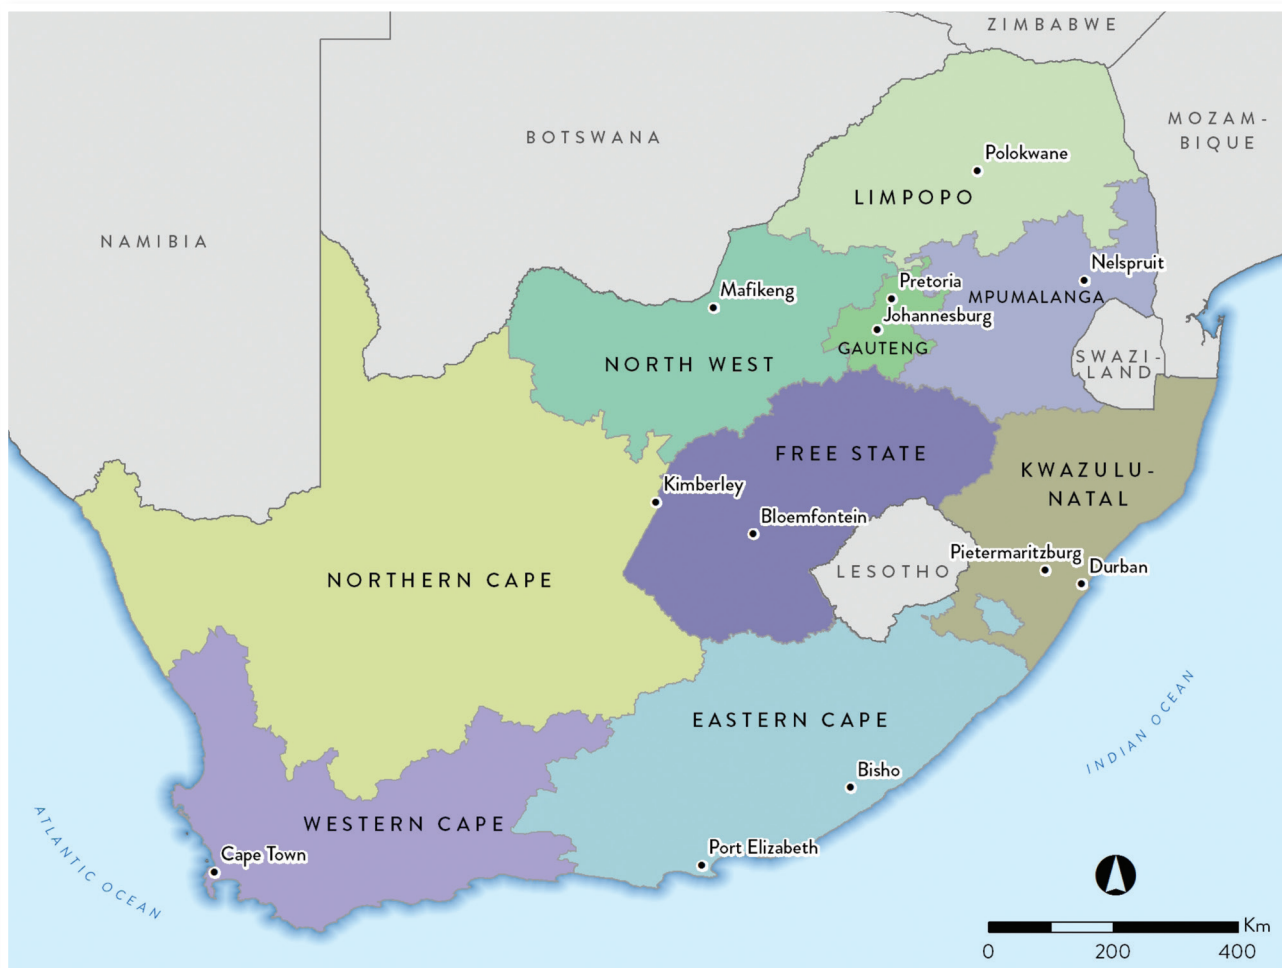 ZIMBABWE
MOZAM-
BIQUE
BOTSWANA
Polokwane
LIMPOPO
NAMIBIA
Nelspruit
Pretoria
Mafikeng
MPUMALANGA
Johannesburg
GAUTENG
SWAZI-
LAND
NORTH WEST
FREE STATE
KWAZULU-
NATAL
Kimberley
Bloemfontein
Pietermaritzburg
Durban
LESOTHO
NORTHERN CAPE
EASTERN CAPE
INDIAN OCEAN
Bisho
WESTERN CAPE
Port Elizabeth
Cape Town
ATLANTIC OCEAN
Km
0 200 400